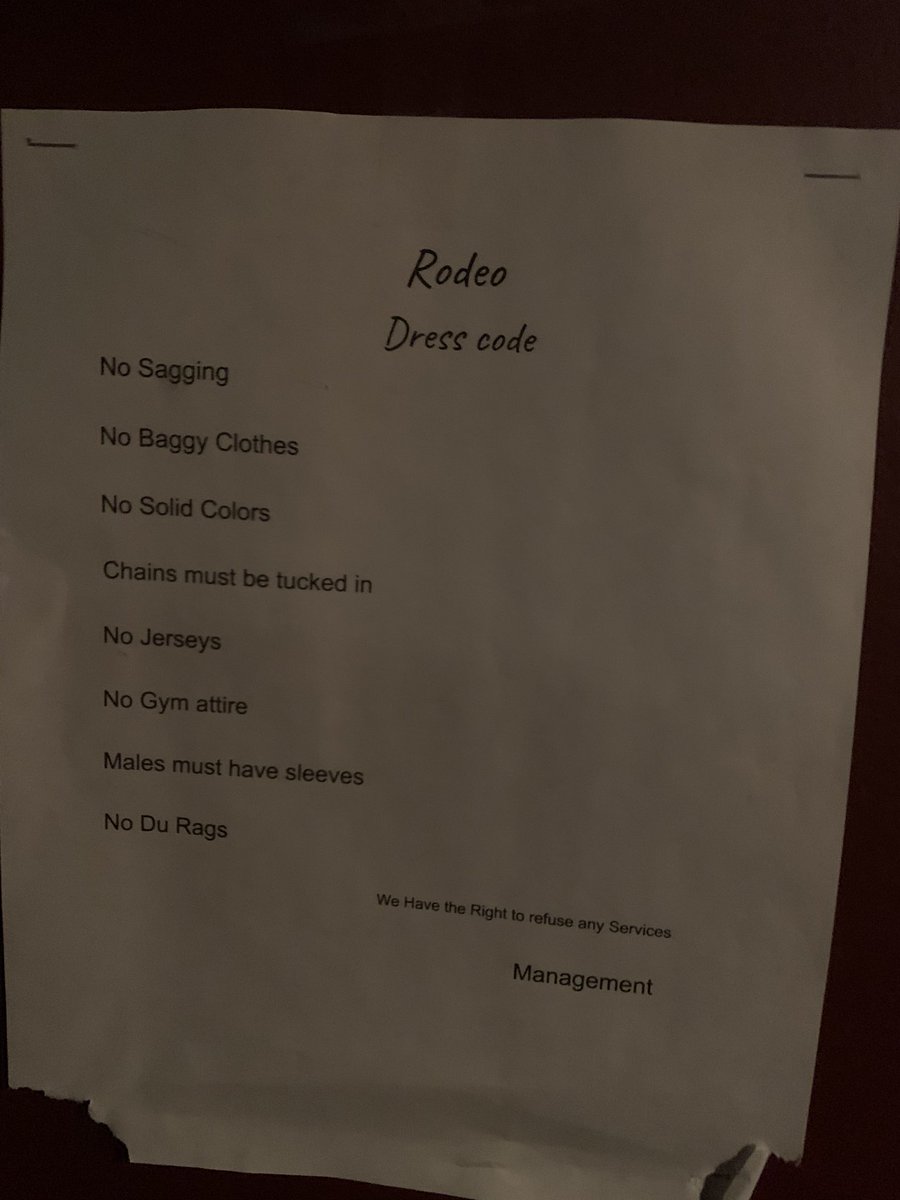 Rodeo
Dress code
No Sagging
No Baggy Clothes
No Solid Colors
Chains must be tucked in
No Jerseys
No Gym attire
Males must have sleeves
No Du Rags
We Have the Right to refuse any Services
Management